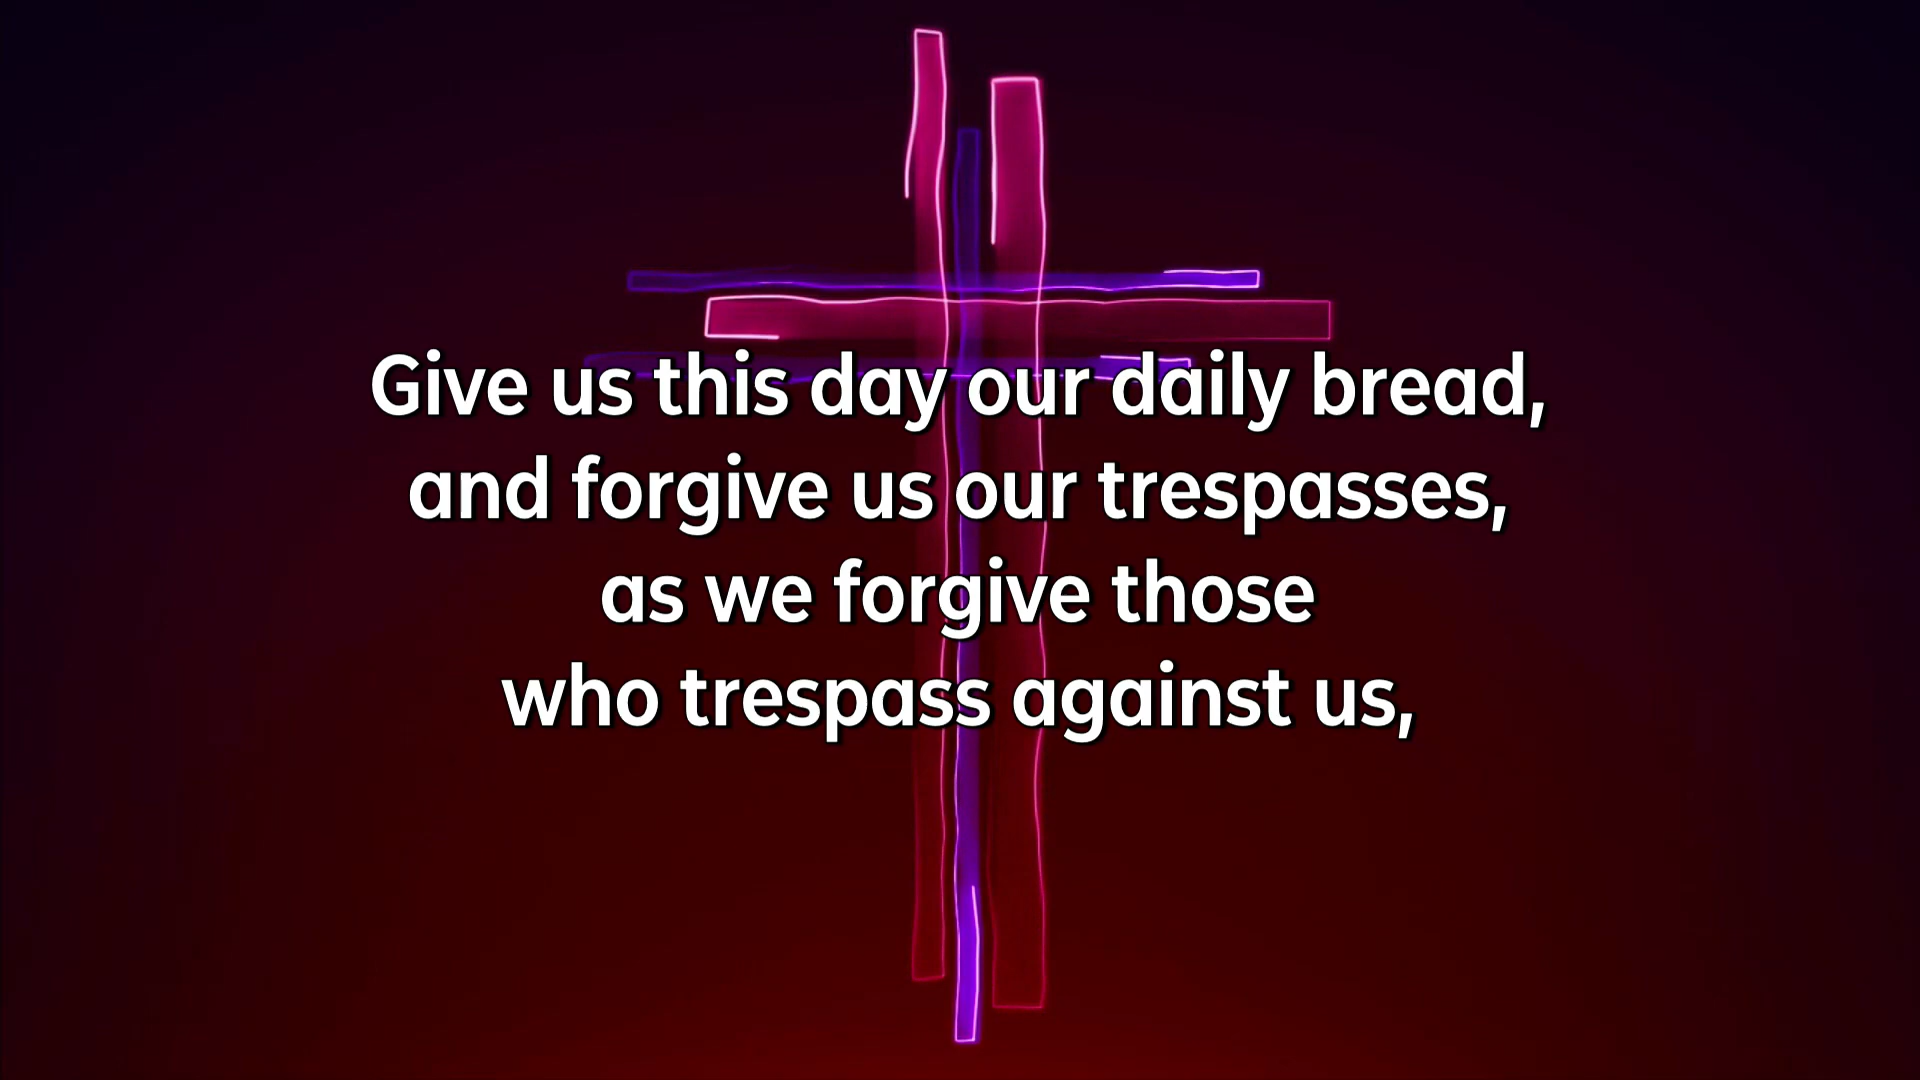 Give us this day our daily bread,
and forgive us our trespasses,
as we forgive those
who trespass against us,